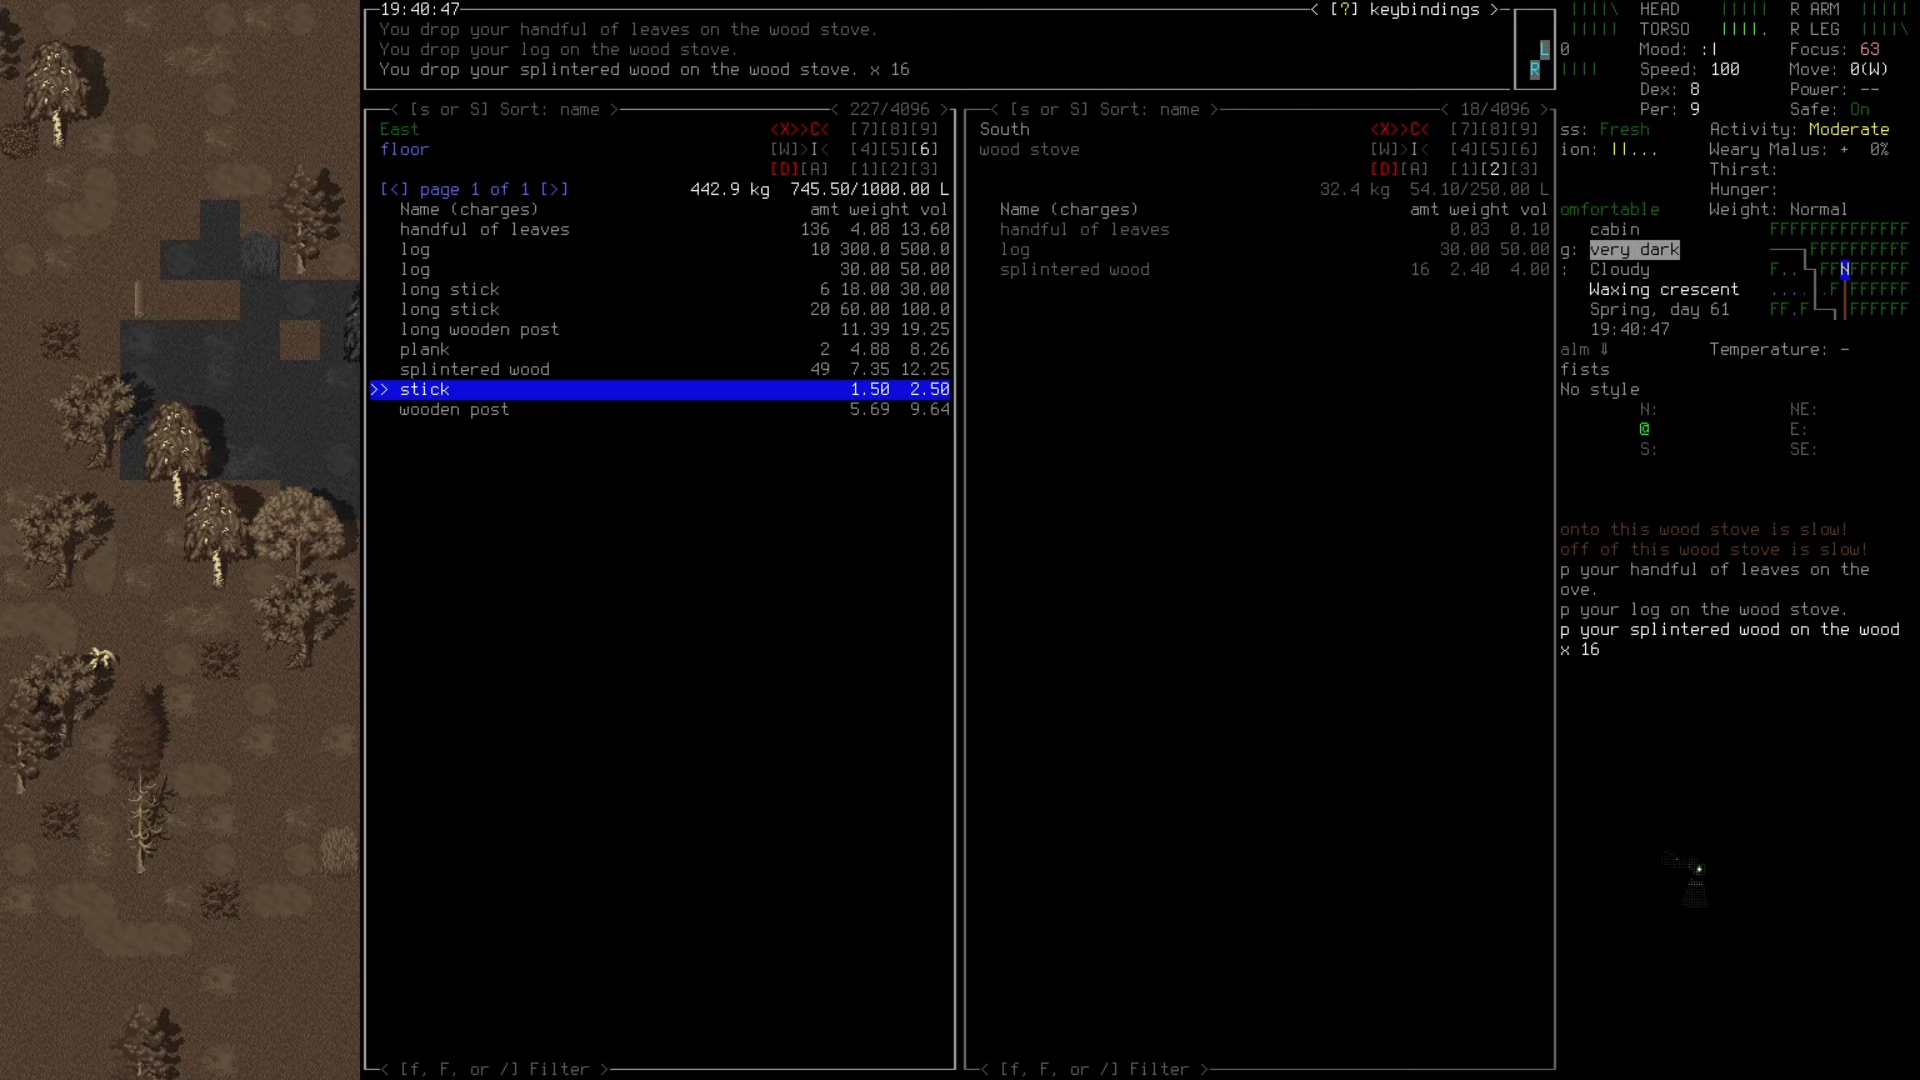 19:40:47 < [?] keybindings >
You drop your handful of leaves on the wood stove.
You drop your log on the wood stove.
You drop your splintered wood on the wood stove. x 16
L
R
< [s or S] Sort: name > < 227/4096 >
East <X>>C< [7][8][9]
floor [W]>I< [4][5][6]
[D][A] [1][2][3]
[<] page 1 of 1 [>] 442.9 kg 745.50/1000.00 L
Name (charges) amt weight vol
handful of leaves 136 4.08 13.60
log 10 300.0 500.0
log 30.00 50.00
long stick 6 18.00 30.00
long stick 20 60.00 100.0
long wooden post 11.39 19.25
plank 2 4.88 8.26
splintered wood 49 7.35 12.25
>> stick 1.50 2.50
wooden post 5.69 9.64
< [f, F, or /] Filter >
< [s or S] Sort: name > < 18/4096 >
South <X>>C< [7][8][9]
wood stove [W]>I< [4][5][6]
[D][A] [1][2][3]
32.4 kg 54.10/250.00 L
Name (charges) amt weight vol
handful of leaves 0.03 0.10
log 30.00 50.00
splintered wood 16 2.40 4.00
< [f, F, or /] Filter >
||||\ HEAD ||||| R ARM |||||
||||| TORSO ||||. R LEG ||||\
0 Mood: :| Focus: 63
|||| Speed: 100 Move: 0(W)
Dex: 8 Power: --
Per: 9 Safe: On
ss: Fresh Activity: Moderate
ion: ||... Weary Malus: + 0%
Thirst:
Hunger:
omfortable Weight: Normal
cabin FFFFFFFFFFFFFF
g: very dark FFFFFFFFFF
: Cloudy F.. FFNFFFFFF
Waxing crescent .... .F FFFFFF
Spring, day 61 FF.F FFFFFF
19:40:47
alm ⇓ Temperature: -
fists
No style
N: NE:
@ E:
S: SE:
onto this wood stove is slow!
off of this wood stove is slow!
p your handful of leaves on the
ove.
p your log on the wood stove.
p your splintered wood on the wood
x 16